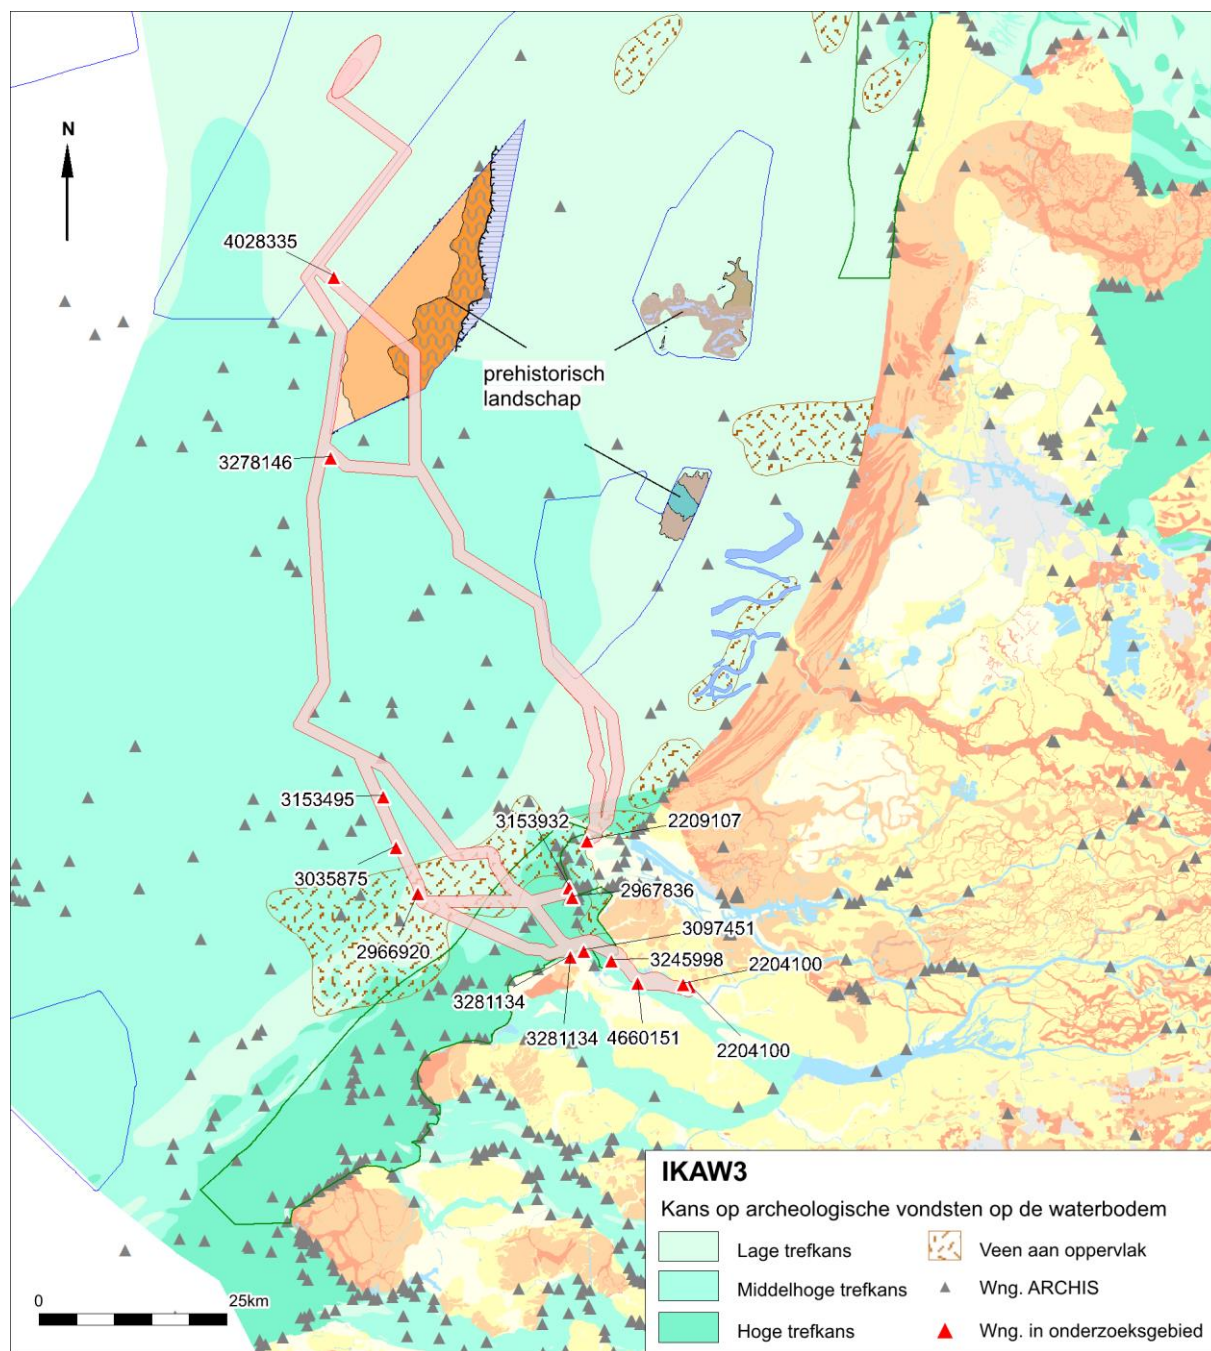 N
4028335
prehistorisch
landschap
3278146
3153495
3153932
2209107
3035875
2967836
2966920
3097451
3245998
2204100
3281134
3281134
4660151
2204100
IKAW3
Kans op archeologische vondsten op de waterbodem
Lage trefkans
Veen aan oppervlak
Middelhoge trefkans
Wng. ARCHIS
Hoge trefkans
Wng. in onderzoeksgebied
0
25km